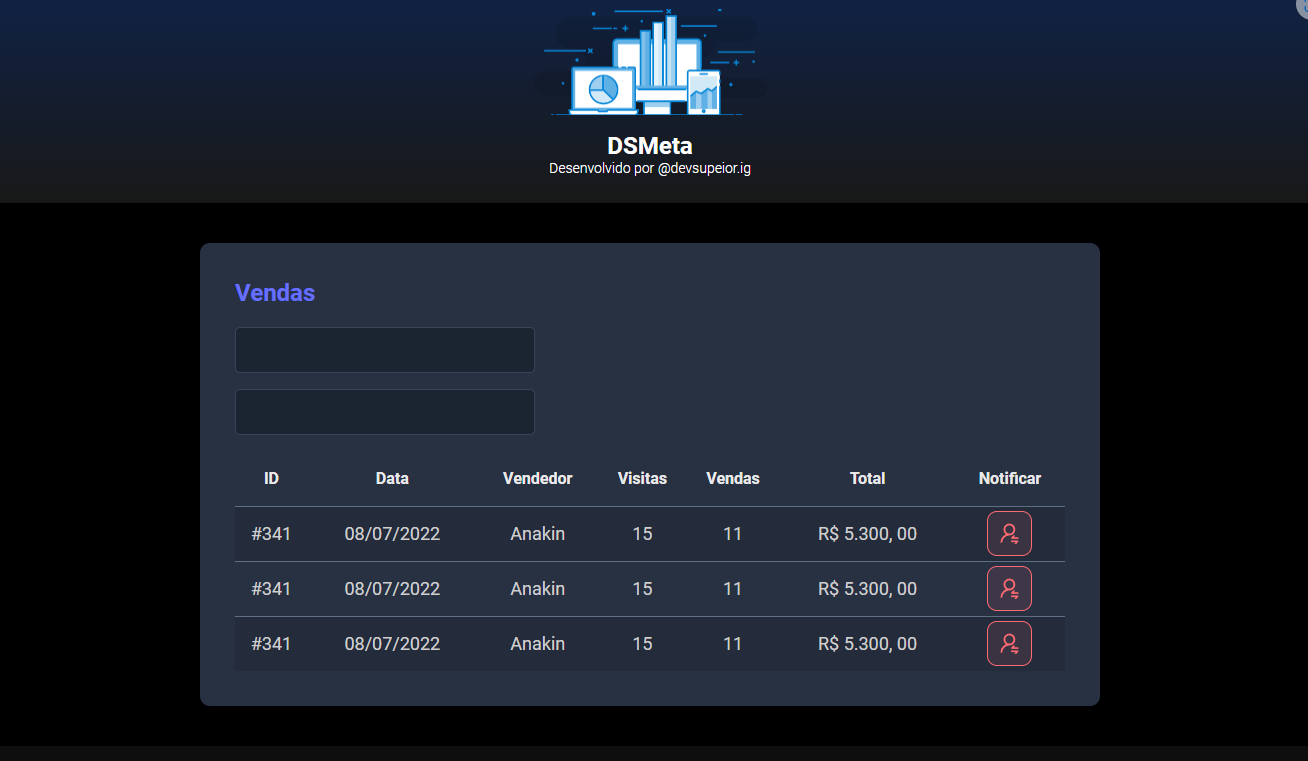 DSMeta
Desenvolvido por @devsupeior.ig
Vendas
ID Data Vendedor Visitas Vendas Total Notificar
#341 08/07/2022 Anakin 15 11 R$ 5.300, 00
#341 08/07/2022 Anakin 15 11 R$ 5.300, 00
#341 08/07/2022 Anakin 15 11 R$ 5.300, 00